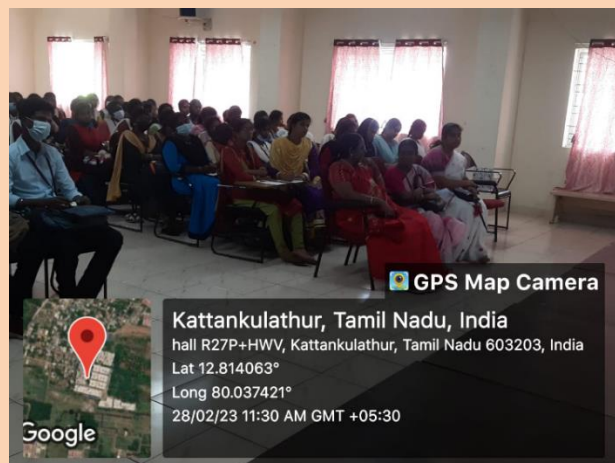 GPS Map Camera
Kattankulathur, Tamil Nadu, India
hall R27P+HWV, Kattankulathur, Tamil Nadu 603203, India
Lat 12.814063°
Long 80.037421°
28/02/23 11:30 AM GMT +05:30
Google